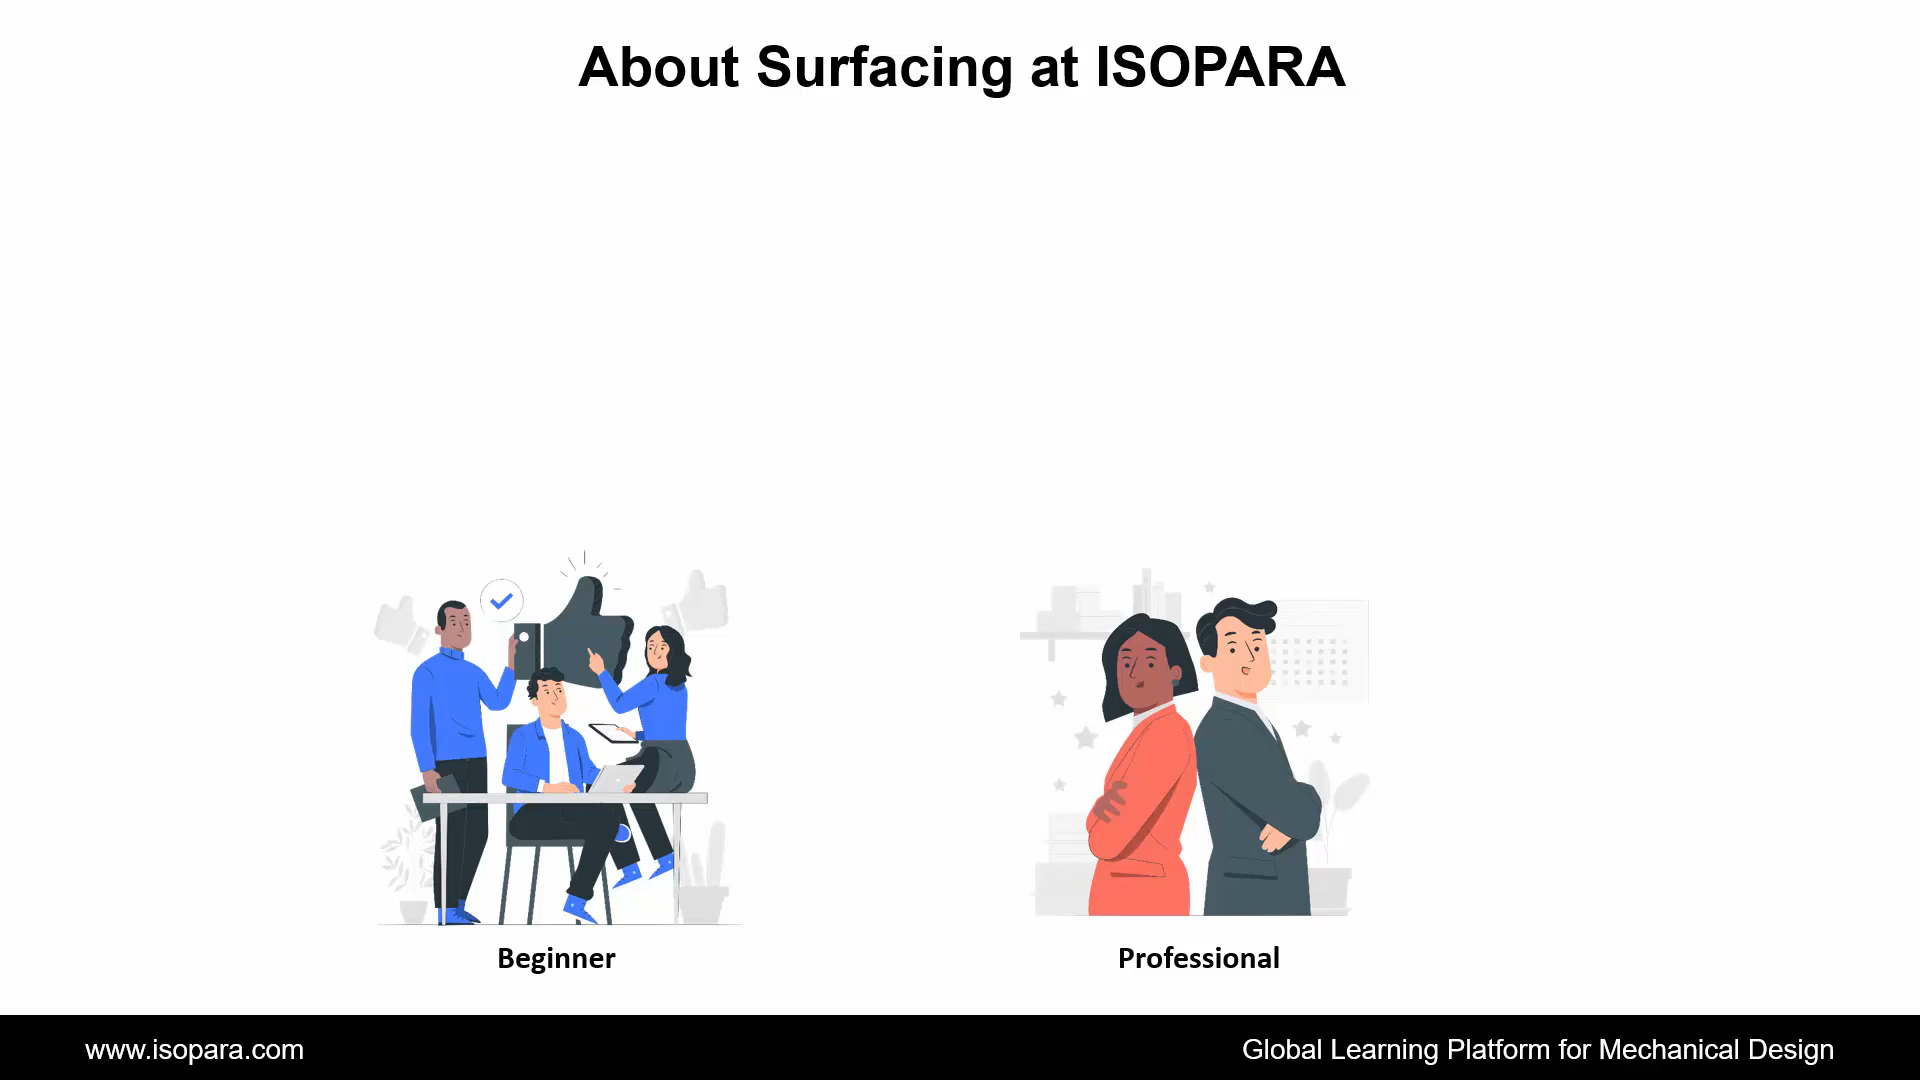 About Surfacing at ISOPARA
Beginner
Professional
www.isopara.com
Global Learning Platform for Mechanical Design